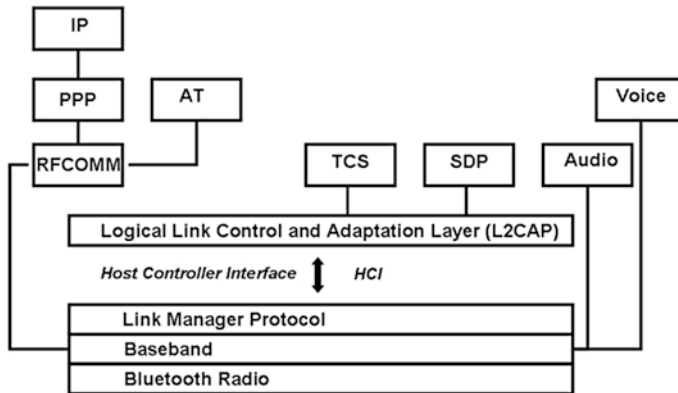 IP
PPP
AT
Voice
RFCOMM
TCS
SDP
Audio
Logical Link Control and Adaptation Layer (L2CAP)
Host Controller Interface HCI
Link Manager Protocol
Baseband
Bluetooth Radio